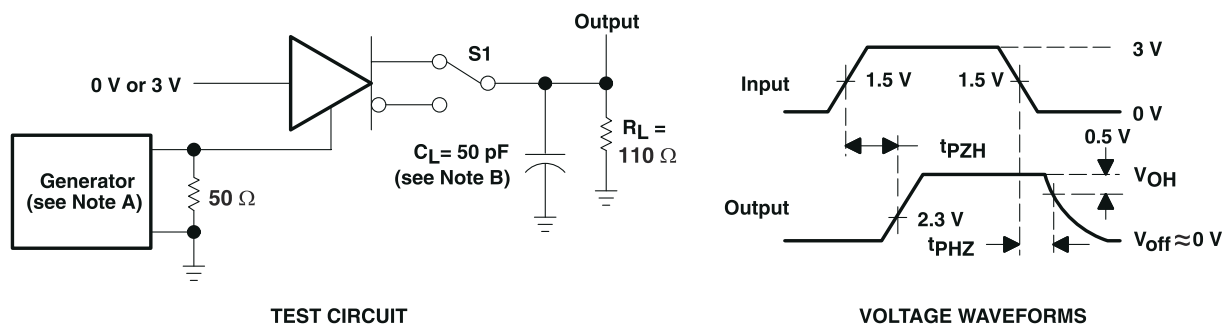 Output
S1
0 V or 3 V
Generator
(see Note A)
50 Ω
CL = 50 pF
(see Note B)
RL =
110 Ω
TEST CIRCUIT
Input
1.5 V
1.5 V
3 V
0 V
0.5 V
tPZH
VOH
Output
2.3 V
tPHZ
Voff ≈ 0 V
VOLTAGE WAVEFORMS